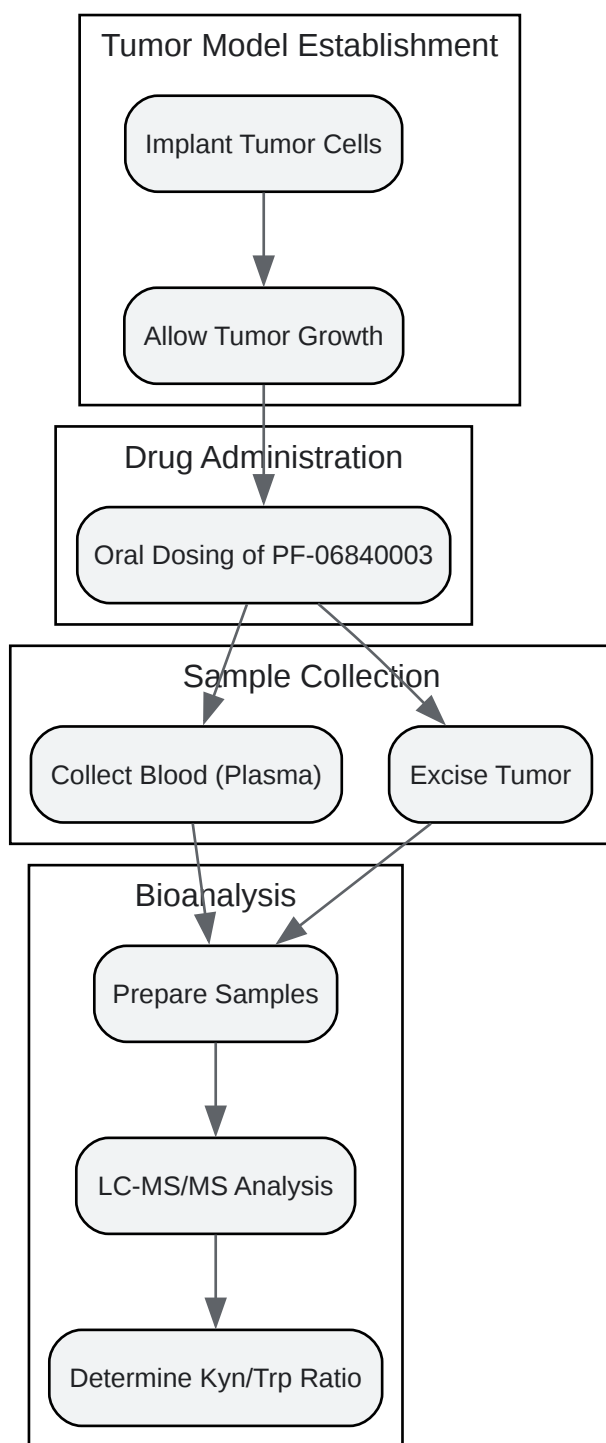 Tumor Model Establishment
Implant Tumor Cells
Allow Tumor Growth
Drug Administration
Oral Dosing of PF-06840003
Sample Collection
Collect Blood (Plasma)
Excise Tumor
Bioanalysis
Prepare Samples
LC-MS/MS Analysis
Determine Kyn/Trp Ratio